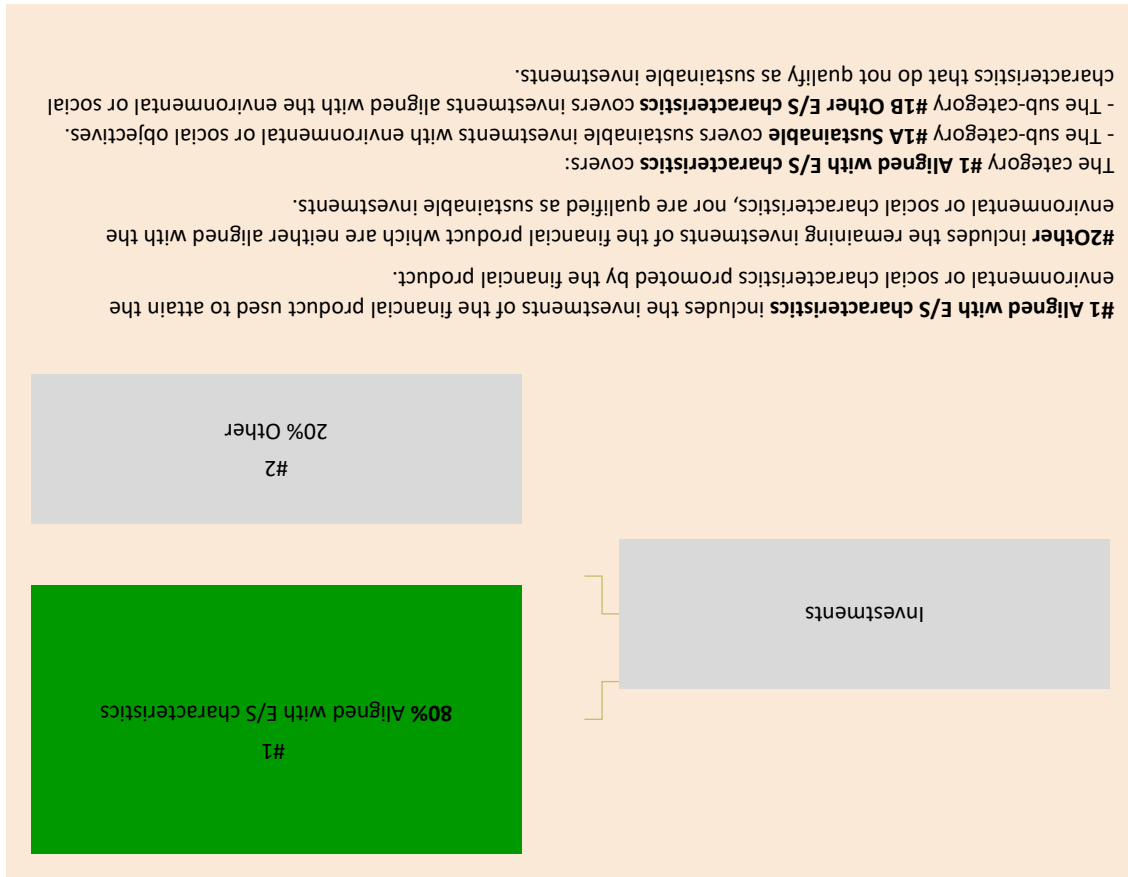 #1
80% Aligned with E/S characteristics
Investments
#2
20% Other
#1 Aligned with E/S characteristics includes the investments of the financial product used to attain the
environmental or social characteristics promoted by the financial product.
#2Other includes the remaining investments of the financial product which are neither aligned with the
environmental or social characteristics, nor are qualified as sustainable investments.
The category #1 Aligned with E/S characteristics covers:
- The sub-category #1A Sustainable covers sustainable investments with environmental or social objectives.
- The sub-category #1B Other E/S characteristics covers investments aligned with the environmental or social
characteristics that do not qualify as sustainable investments.